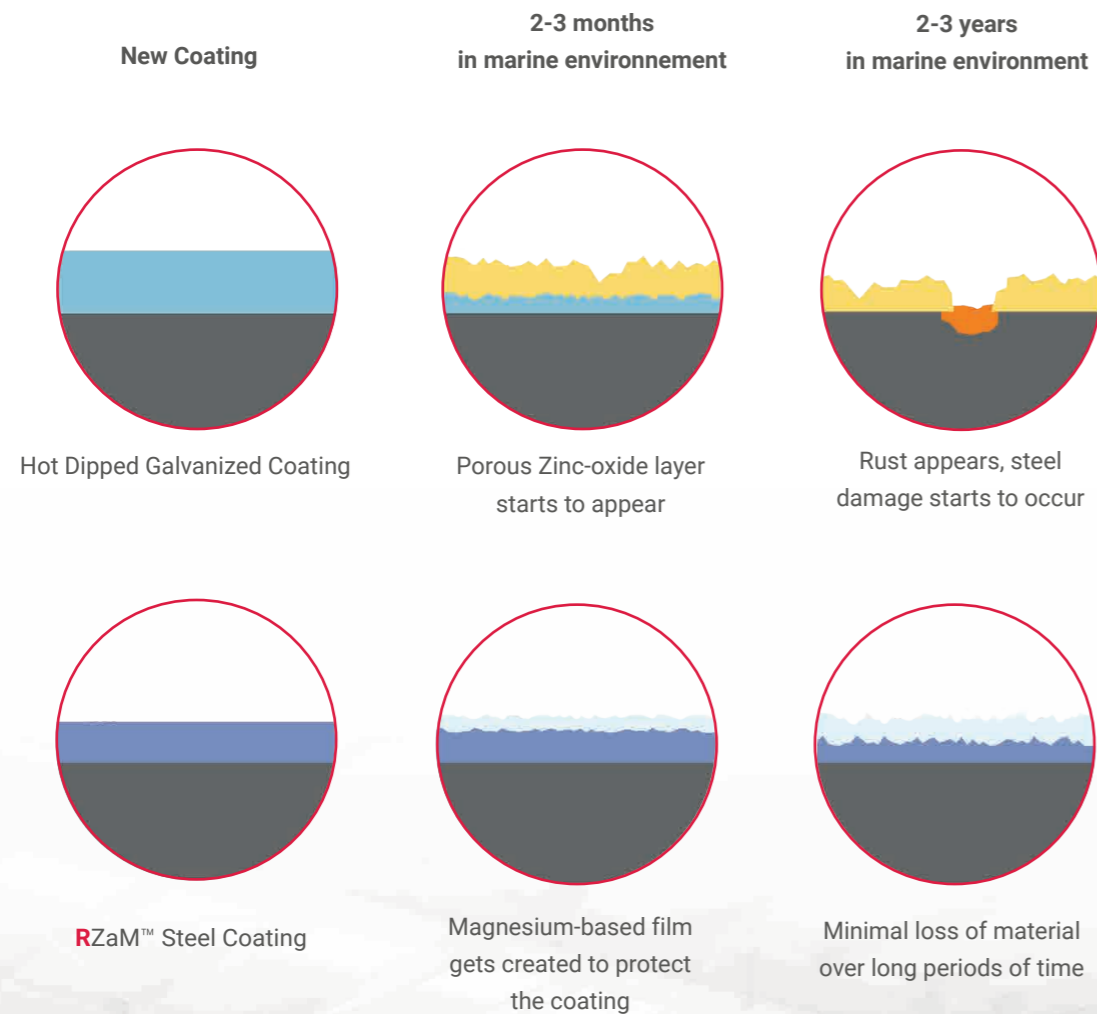 New Coating
2-3 months
in marine environnement
2-3 years
in marine environment
Hot Dipped Galvanized Coating
Porous Zinc-oxide layer
starts to appear
Rust appears, steel
damage starts to occur
RZaM™ Steel Coating
Magnesium-based film
gets created to protect
the coating
Minimal loss of material
over long periods of time